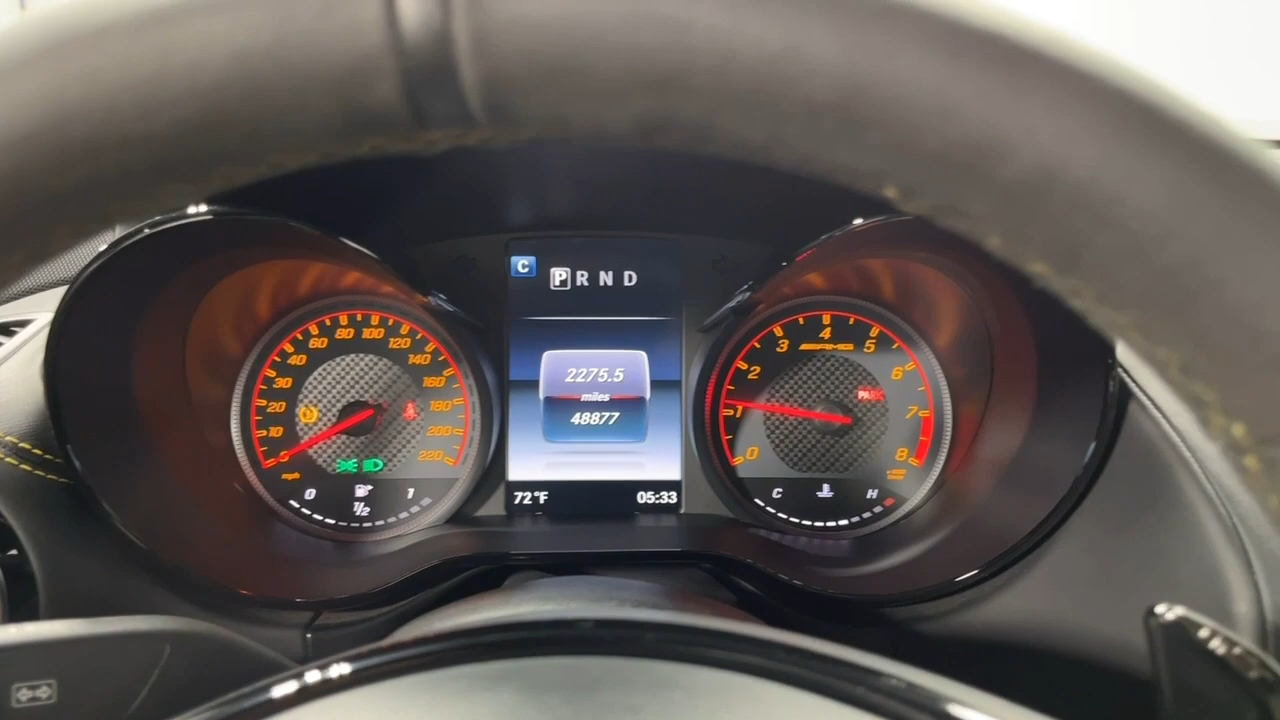 C
P R N D
2275.5
miles
48877
72°F 05:33
0 10 20 30 40 60 80 100 120 140 160 180 200 220
mph
0 1/2 1
0 1 2 3 4 5 6 7 8
AMG
PARK
C H